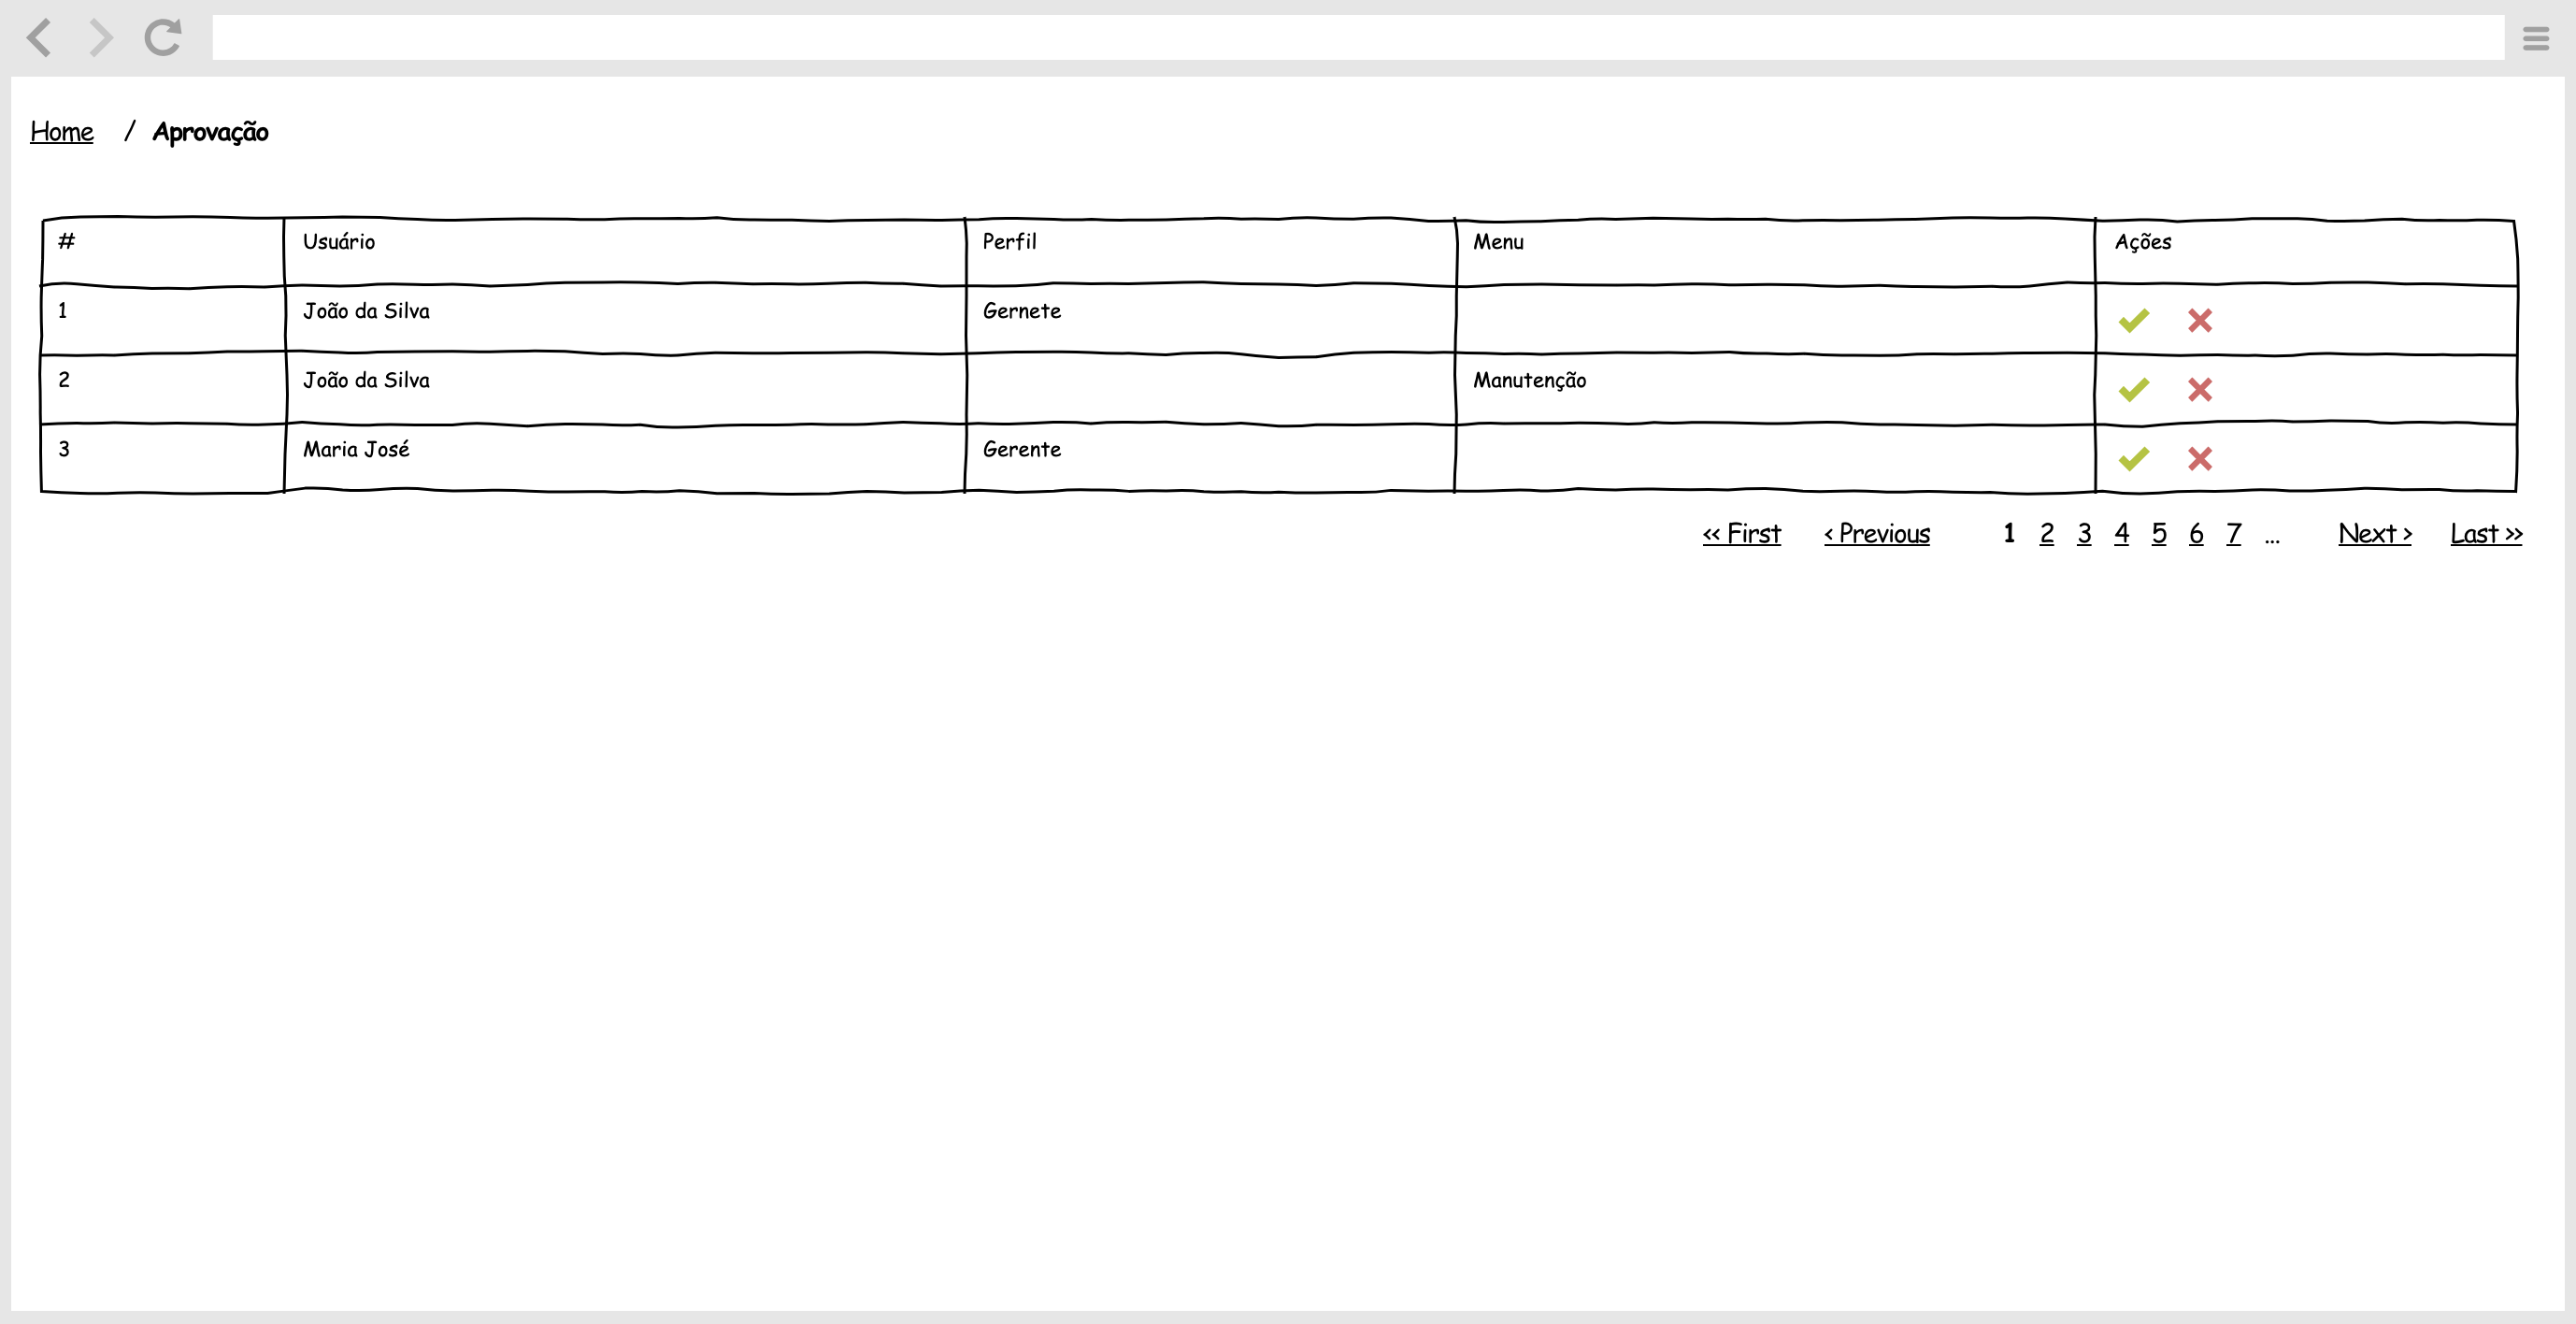 Home / Aprovação
# Usuário Perfil Menu Ações
1 João da Silva Gernete
2 João da Silva Manutenção
3 Maria José Gerente
<< First < Previous 1 2 3 4 5 6 7 ... Next > Last >>